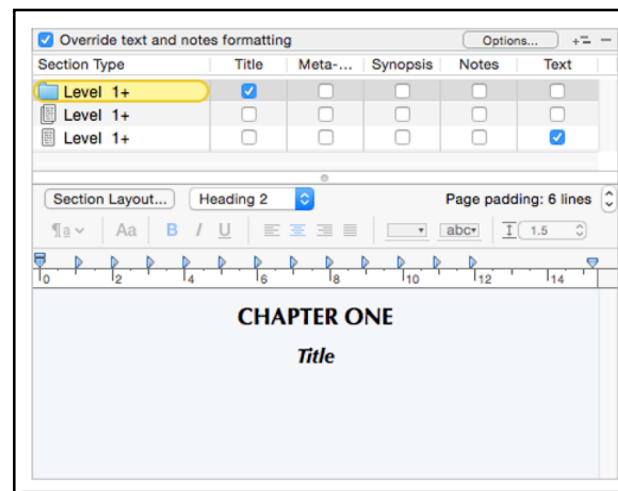 Override text and notes formatting Options...
Section Type Title Meta-... Synopsis Notes Text
Level 1+
Level 1+
Level 1+
Section Layout... Heading 2 Page padding: 6 lines
¶a Aa B I U abc 1.5
0 2 4 6 8 10 12 14
CHAPTER ONE
Title